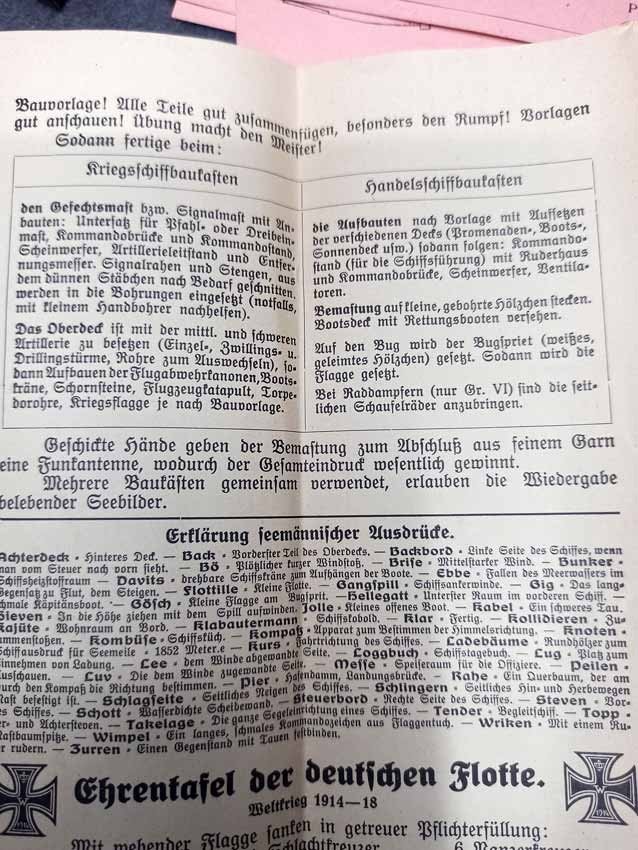 P
Bauvorlage! Alle Teile gut zusammenfügen, besonders den Rumpf! Vorlagen
gut anschauen! Übung macht den Meister!
Sodann fertige beim:
Kriegsschiffbaukasten
den Gefechtsmast bzw. Signalmast mit An-
bauten: Untersatz für Pfahl- oder Dreibein-
mast, Kommandobrücke und Kommandostand,
Scheinwerfer, Artillerieleitstand und Entfer-
nungsmesser. Signalrahen und Stengen, aus
dem dünnen Stäbchen nach Bedarf geschnitten,
werden in die Bohrungen eingesetzt (notfalls,
mit kleinem Handbohrer nachhelfen).
Das Oberdeck ist mit der mittl. und schweren
Artillerie zu besetzen (Einzel-, Zwillings- u.
Drillingstürme, Rohre zum Auswechseln), so-
dann Aufbauten der Flugabwehrkanonen, Boots-
kräne, Schornsteine, Flugzeugkatapult, Torpe-
dorohre, Kriegsflagge je nach Bauvorlage.
Handelsschiffbaukasten
die Aufbauten nach Vorlage mit Aufsetzen
der verschiedenen Decks (Promenaden-, Boots-,
Sonnendeck usw.) sodann folgen: Kommando-
stand (für die Schiffsführung) mit Ruderhaus
und Kommandobrücke, Scheinwerfer, Ventila-
toren.
Bemastung auf kleine, gebohrte Hölzchen stecken.
Bootsdeck mit Rettungsbooten versehen.
Auf den Bug wird der Bugspriet (weißes,
geleimtes Hölzchen) gesetzt. Sodann wird die
Flagge gesetzt.
Bei Raddampfern (nur Gr. VI) sind die seit-
lichen Schaufelräder anzubringen.
Geschickte Hände geben der Bemastung zum Abschluß aus feinem Garn
eine Funkantenne, wodurch der Gesamteindruck wesentlich gewinnt.
Mehrere Baukästen gemeinsam verwendet, erlauben die Wiedergabe
belebender Seebilder.
Erklärung seemännischer Ausdrücke.
Achterdeck • Hinteres Deck. — Back • Vorderster Teil des Oberdecks. — Backbord • Linke Seite des Schiffes, wenn
man vom Steuer nach vorn sieht. — Bö • Plötzlicher kurzer Windstoß. — Brise • Mittelstarker Wind. — Bunker •
Schiffsheizstoffraum — Davits • drehbare Schiffskräne zum Aufhängen der Boote. — Ebbe • Fallen des Meerwassers im
Gegensatz zu Flut, dem Steigen. — Flottille • Kleine Flotte. — Gangspill • Schiffsankerwinde. — Gig • Das lang-
schmale Kapitänsboot. — Gösch • Kleine Flagge am Bugsprit. — Hellegatt • Unterster Raum im vorderen Schiff. —
Hieven • In die Höhe ziehen mit dem Spill aufwinden. Jolle • Kleines offenes Boot. — Kabel • Ein schweres Tau.
Kajüte • Wohnraum an Bord. — Klabautermann • Schiffskobold. — Klar • Fertig. — Kollidieren • Zu-
sammenstoßen. — Kombüse • Schiffsküch. — Kompaß • Apparat zum Bestimmen der Himmelsrichtung. — Knoten •
Schiffsausdruck für Seemeile • 1852 Meter.e — Kurs • Fahrtrichtung des Schiffes. — Ladebäume • Rundhölzer zum
Einnehmen von Ladung. — Lee • dem Winde abgewandte Seite. — Loggbuch • Schiffstagebuch. — Lug • Platz zum
Ausschauen. — Luv • Die dem Winde zugewandte Seite. — Messe • Speiseraum für die Offiziere. — Peilen •
Durch den Kompaß die Richtung bestimmen. — Pier • Hafendamm, Landungsbrücke. — Rahe • Ein Querbaum, der am
Mast befestigt ist. — Schlagseite • Seitliches Neigen des Schiffes. — Schlingern • Seitliches Hin- und Herbewegen
des Schiffes. — Schott • Wasserdichte Scheidewand. — Steuerbord • Rechte Seite des Schiffes. — Steven • Vor-
der- und Achtersteven. — Takelage • Die ganze Segeleinrichtung eines Schiffes. — Tender • Begleitschiff. — Topp •
Mastbaumspitze. — Wimpel • Ein langes, schmales Kommandozeichen aus Flaggentuch. — Wriken • Mit einem Ru-
der rudern. — Zurren • Einen Gegenstand mit Tauen festbinden.
Ehrentafel der deutschen Flotte.
Weltkrieg 1914—18
W
1914
W
1914
Mit wehender Flagge sanken in getreuer Pflichterfüllung:
Schlachtkreuzer
6 Panzerkreuzer